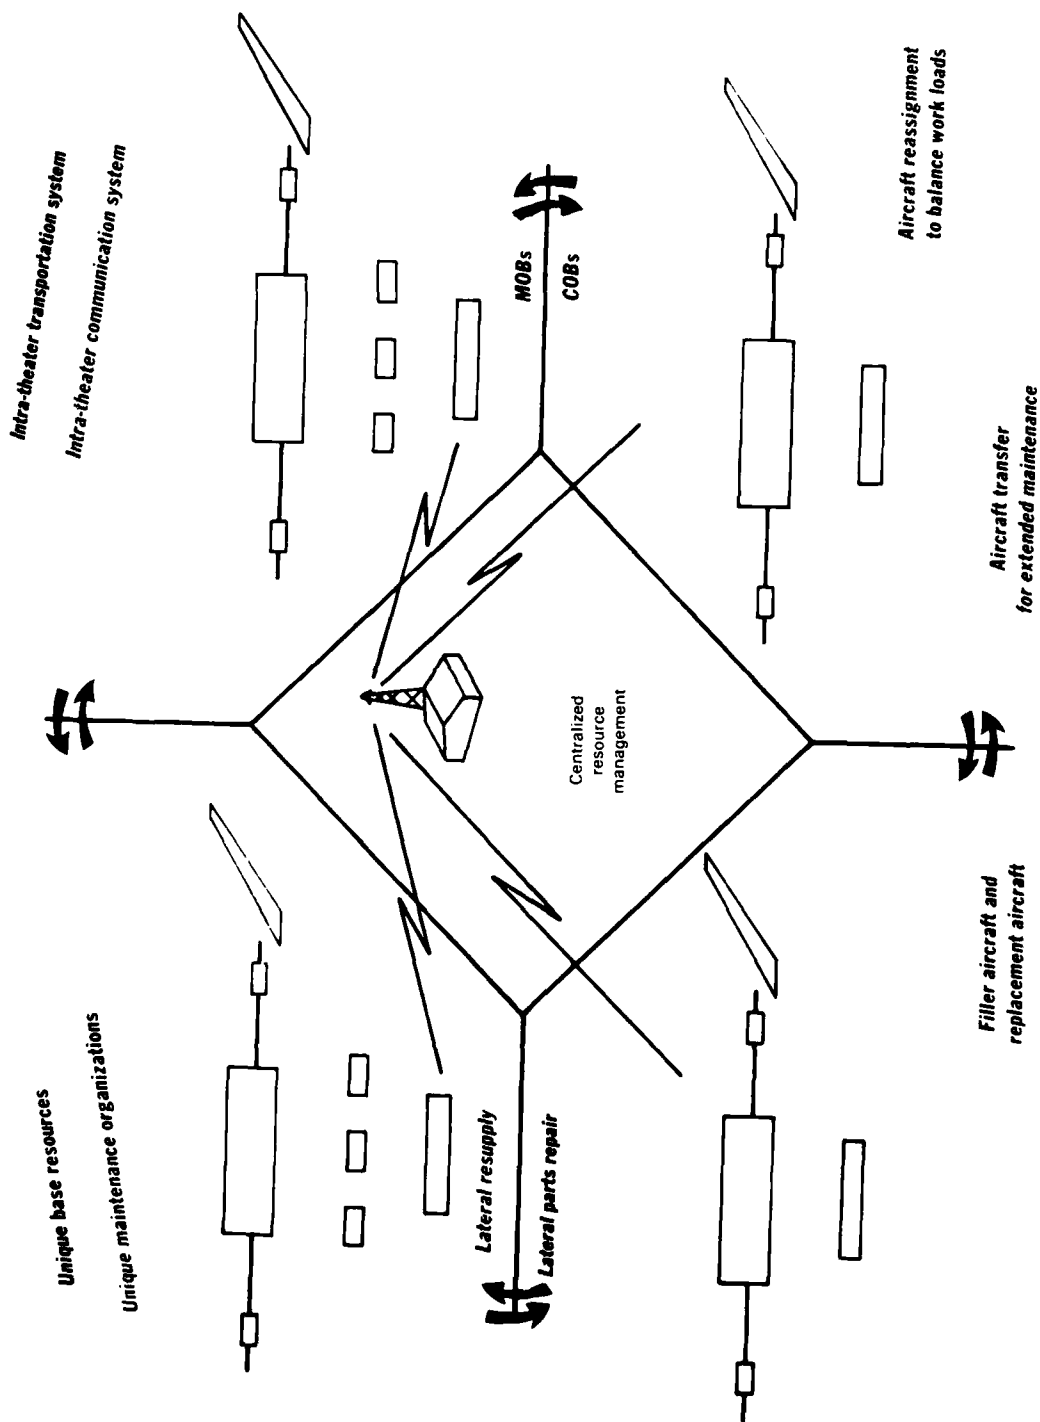 Unique base resources
Unique maintenance organizations
Intra-theater transportation system
Intra-theater communication system
Lateral resupply
Lateral parts repair
MOBs
COBs
Centralized
resource
management
Filler aircraft and
replacement aircraft
Aircraft transfer
for extended maintenance
Aircraft reassignment
to balance work loads